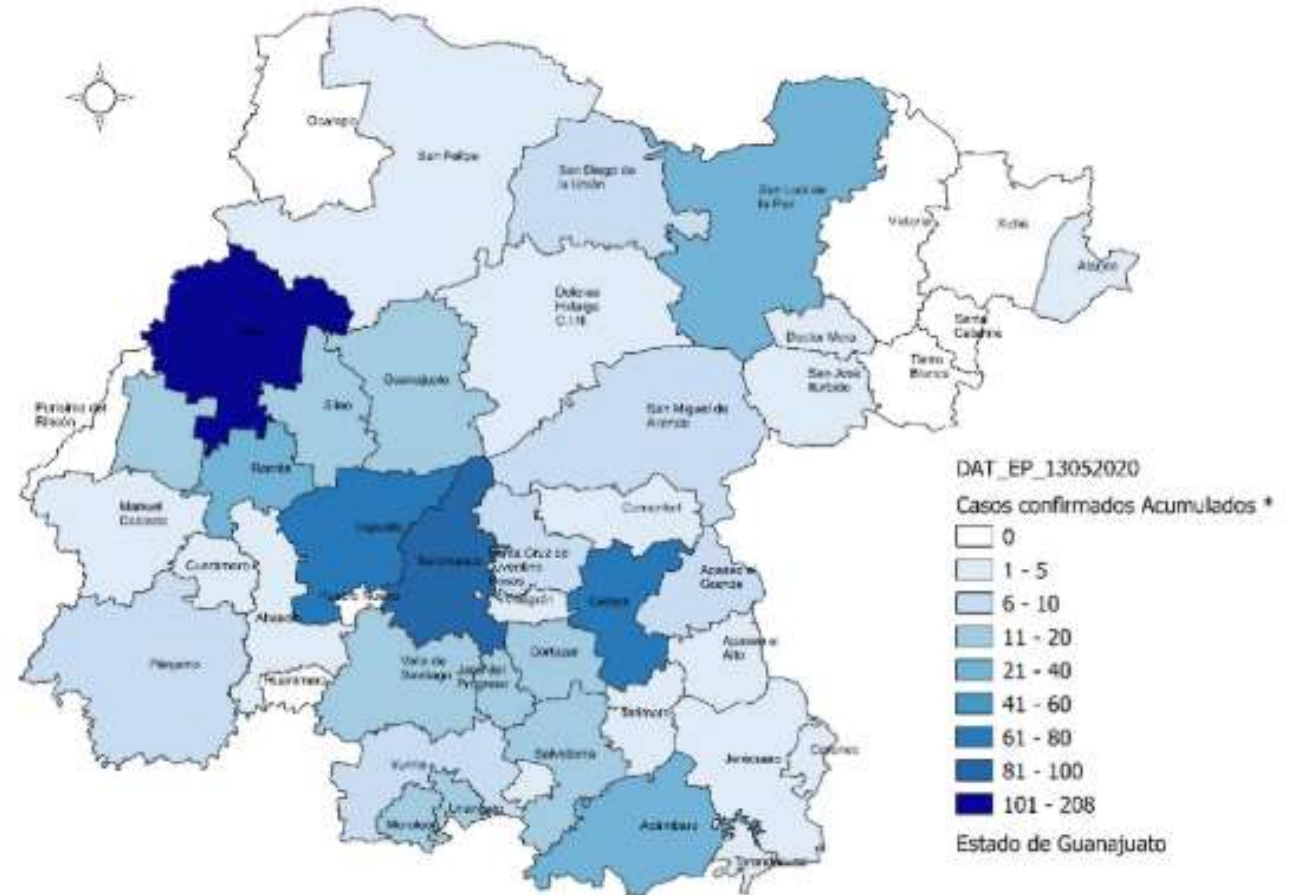 Ocampo
San Felipe
San Diego de
la Unión
San Luis de
la Paz
Victoria
Xichú
Atarjea
Dolores
Hidalgo
C.I.N
Doctor Mora
Santa
Catarina
Tierra
Blanca
San José
Iturbide
Guanajuato
Silao
Purísima del
Rincón
San Miguel de
Allende
Romita
Manuel
Doblado
Irapuato
Salamanca
Comonfort
Santa Cruz de
Juventino
Rosas
Villagrán
Celaya
Apaseo el
Grande
Cuerámaro
Pueblo Nuevo
Abasolo
Apaseo el
Alto
Pénjamo
Huanímaro
Valle de
Santiago
Jaral del
Progreso
Cortazar
Tarimoro
Salvatierra
Jerécuaro
Coroneo
Yuriria
Moroleón
Uriangato
Acámbaro
Tarandacuao
DAT_EP_13052020
Casos confirmados Acumulados *
0
1 - 5
6 - 10
11 - 20
21 - 40
41 - 60
61 - 80
81 - 100
101 - 208
Estado de Guanajuato